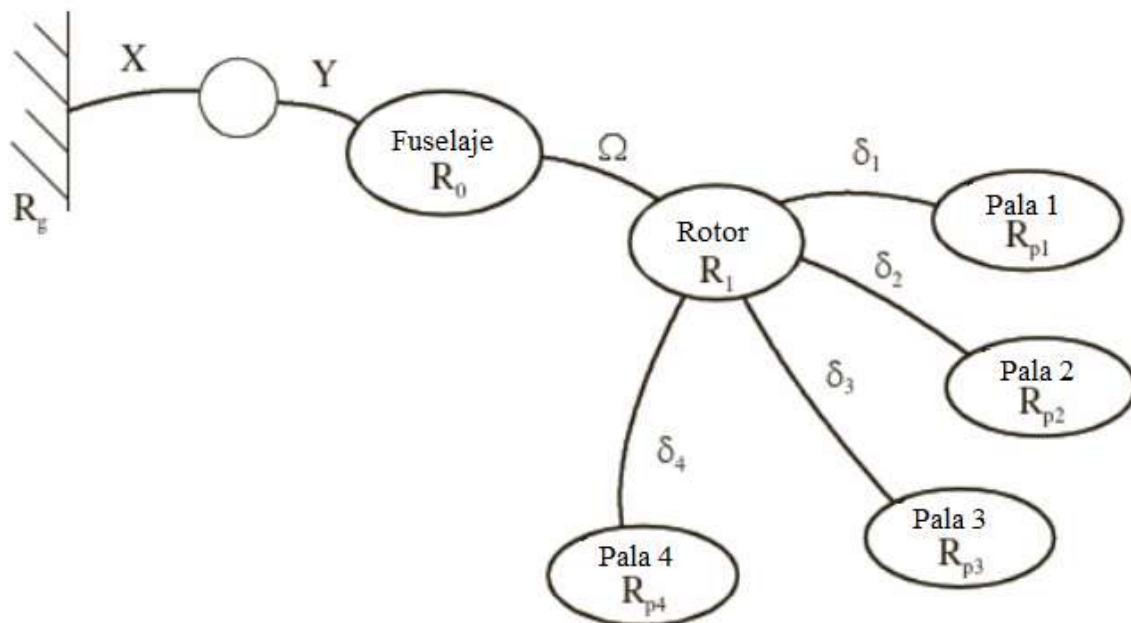 X
Y
R_g
Fuselaje
R_0
Ω
Rotor
R_1
δ_1
Pala 1
R_p1
δ_2
Pala 2
R_p2
δ_3
Pala 3
R_p3
δ_4
Pala 4
R_p4